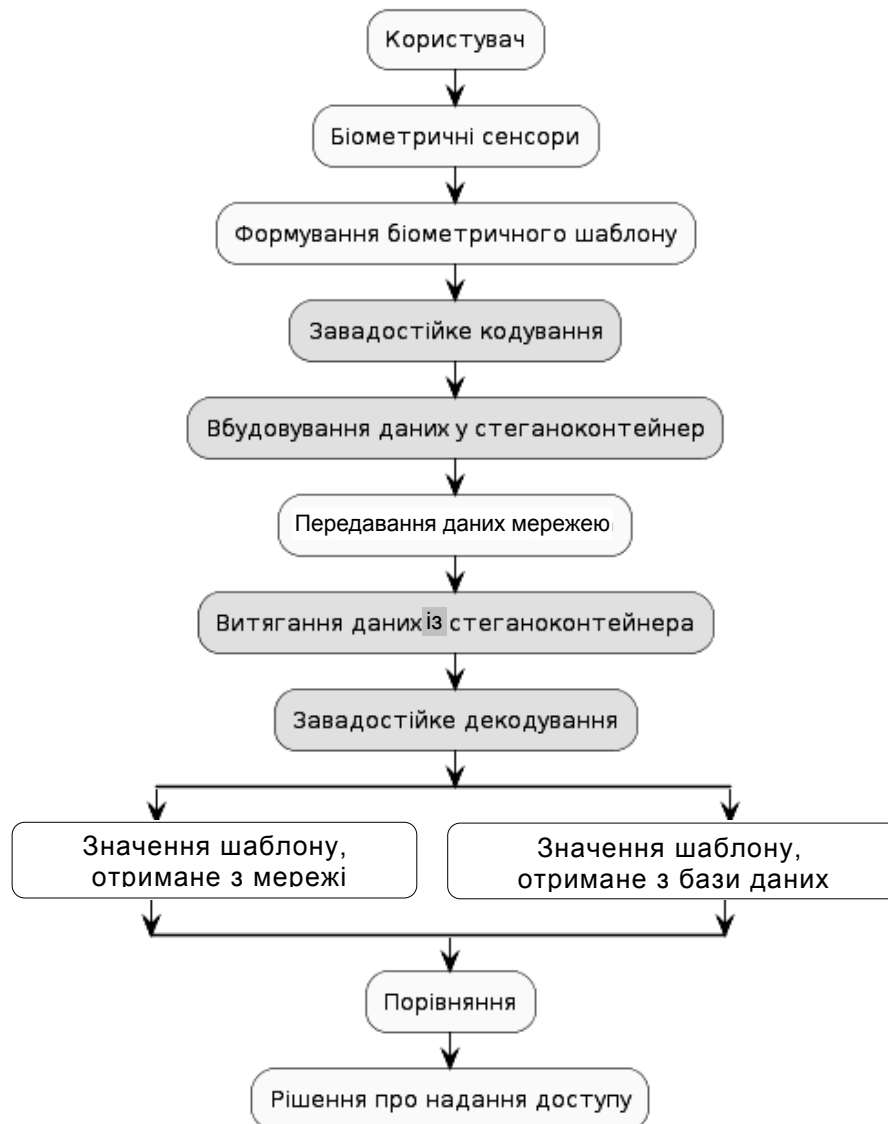 Користувач
Біометричні сенсори
Формування біометричного шаблону
Завадостійке кодування
Вбудовування даних у стеганоконтейнер
Передавання даних мережею
Витягання даних із стеганоконтейнера
Завадостійке декодування
Значення шаблону,
отримане з мережі
Значення шаблону,
отримане з бази даних
Порівняння
Рішення про надання доступу